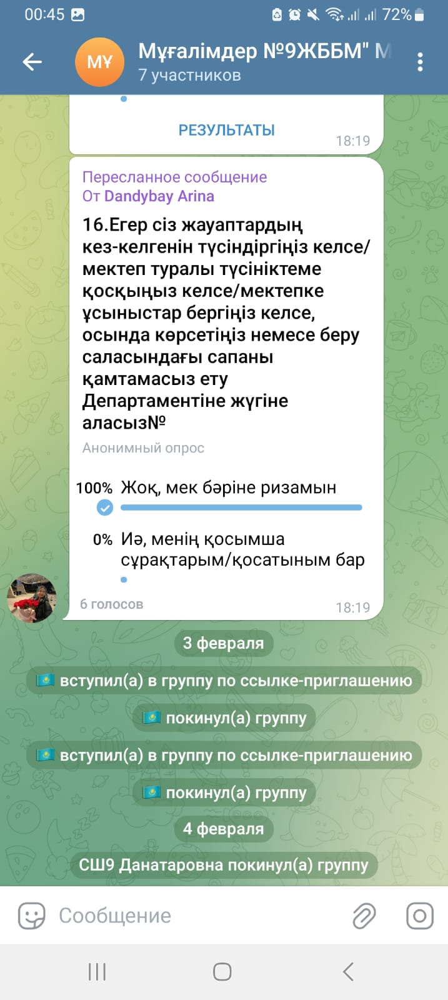 00:45
72%
МҰ
Мұғалімдер №9ЖББМ" М
7 участников
РЕЗУЛЬТАТЫ
18:19
Пересланное сообщение
От Dandybay Arina
16.Егер сіз жауаптардың
кез-келгенін түсіндіргіңіз келсе/
мектеп туралы түсініктеме
қосқыңыз келсе/мектепке
ұсыныстар бергіңіз келсе,
осында көрсетіңіз немесе беру
саласындағы сапаны
қамтамасыз ету
Департаментіне жүгіне
аласыз№
Анонимный опрос
100% Жоқ, мек бәріне ризамын
0% Иә, менің қосымша
сұрақтарым/қосатыным бар
6 голосов
18:19
3 февраля
вступил(а) в группу по ссылке-приглашению
покинул(а) группу
вступил(а) в группу по ссылке-приглашению
покинул(а) группу
4 февраля
СШ9 Данатаровна покинул(а) группу
Сообщение